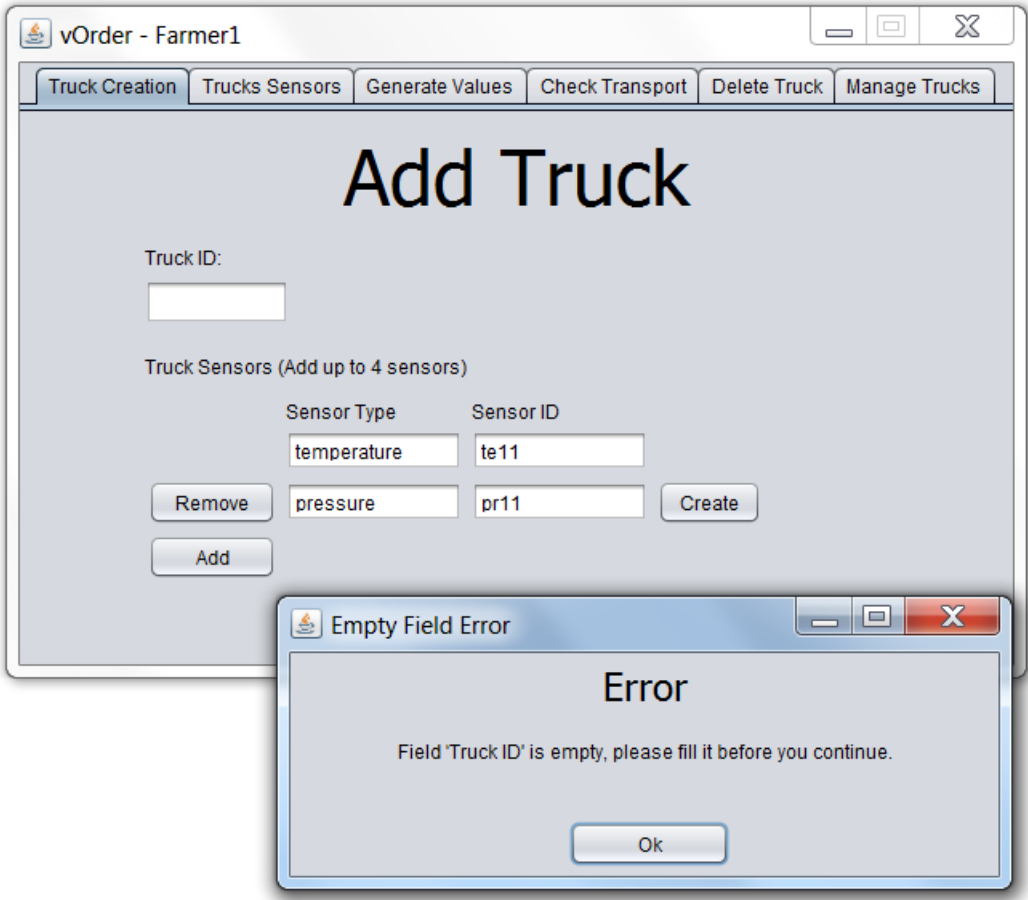 vOrder - Farmer1
Truck Creation Trucks Sensors Generate Values Check Transport Delete Truck Manage Trucks
Add Truck
Truck ID:
Truck Sensors (Add up to 4 sensors)
Sensor Type Sensor ID
temperature te11
Remove pressure pr11 Create
Add
Empty Field Error
Error
Field 'Truck ID' is empty, please fill it before you continue.
Ok